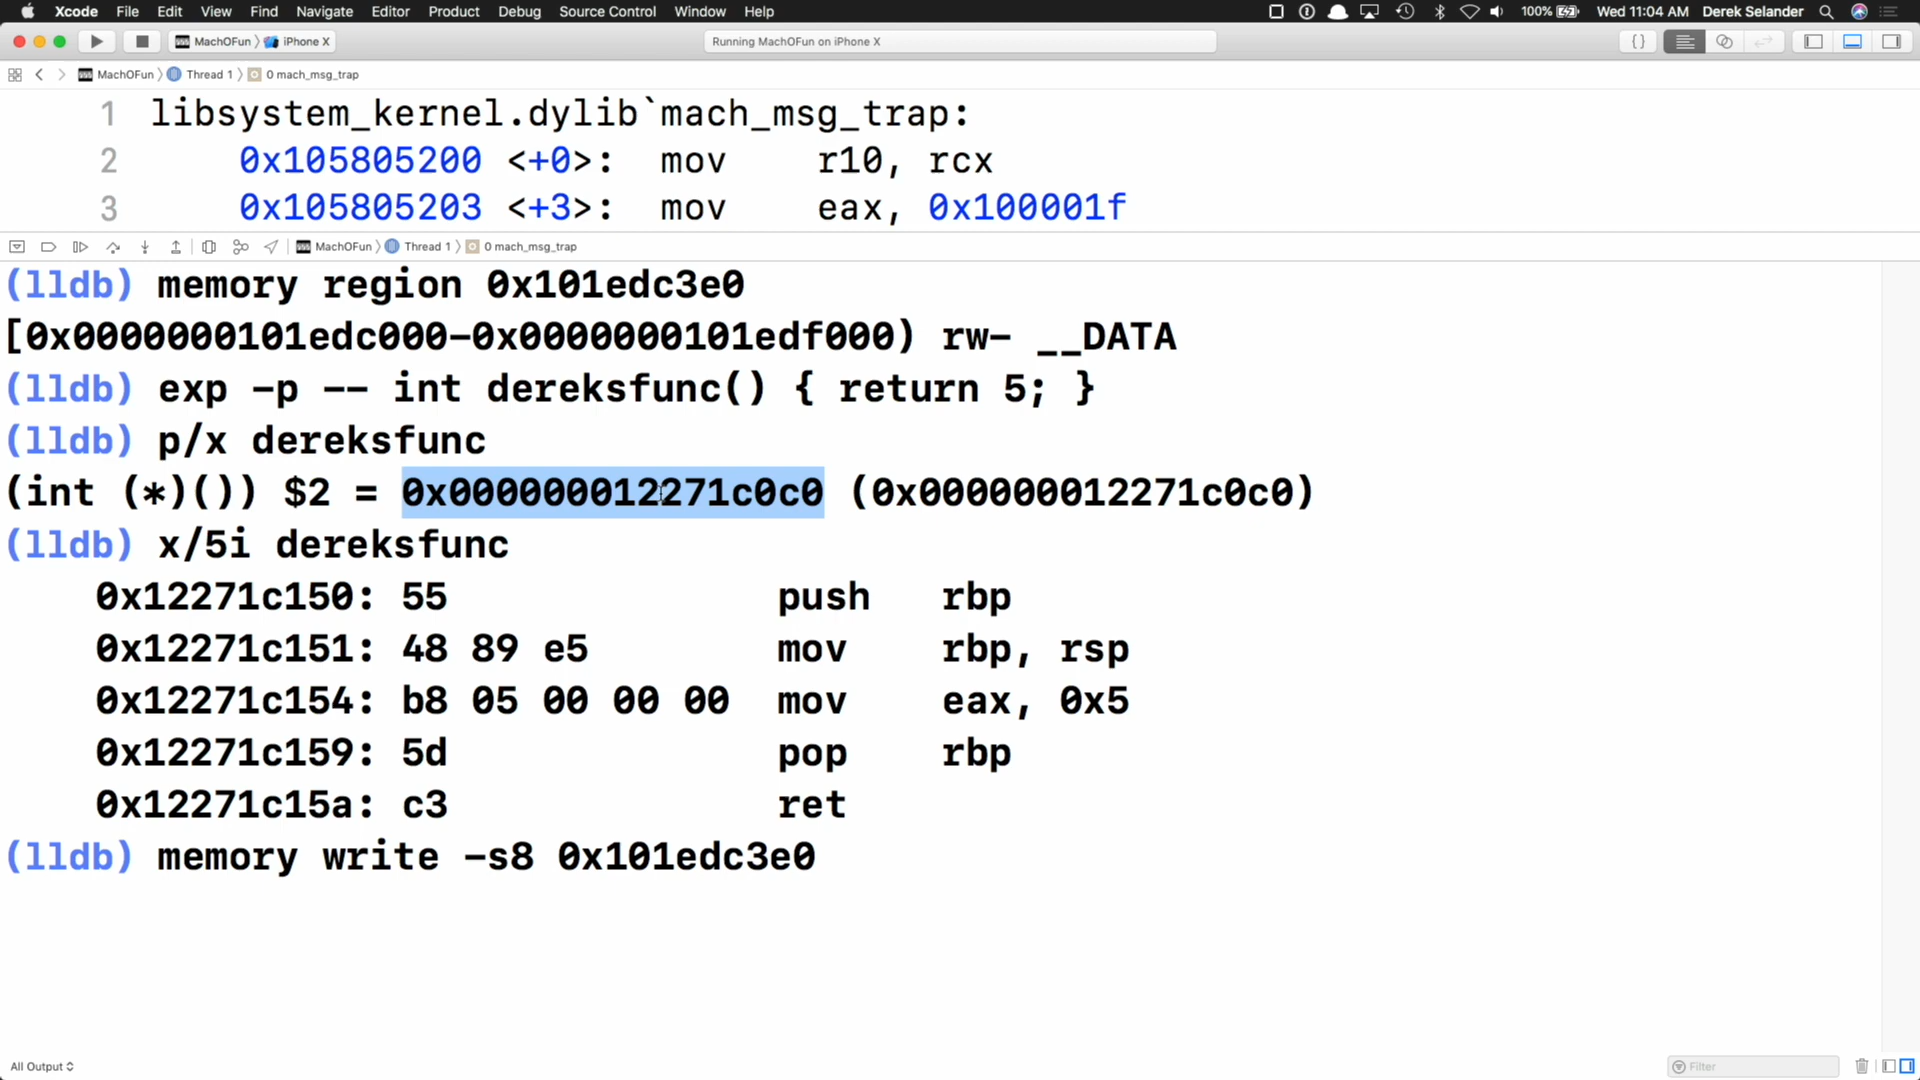 Xcode File Edit View Find Navigate Editor Product Debug Source Control Window Help 100% Wed 11:04 AM Derek Selander
MachOFun iPhone X Running MachOFun on iPhone X
MachOFun Thread 1 0 mach_msg_trap
1 libsystem_kernel.dylib`mach_msg_trap:
2 0x105805200 <+0>: mov r10, rcx
3 0x105805203 <+3>: mov eax, 0x100001f
MachOFun Thread 1 0 mach_msg_trap
(lldb) memory region 0x101edc3e0
[0x0000000101edc000-0x0000000101edf000) rw- __DATA
(lldb) exp -p -- int dereksfunc() { return 5; }
(lldb) p/x dereksfunc
(int (*)()) $2 = 0x000000012271c0c0 (0x000000012271c0c0)
(lldb) x/5i dereksfunc
0x12271c150: 55 push rbp
0x12271c151: 48 89 e5 mov rbp, rsp
0x12271c154: b8 05 00 00 00 mov eax, 0x5
0x12271c159: 5d pop rbp
0x12271c15a: c3 ret
(lldb) memory write -s8 0x101edc3e0
All Output Filter